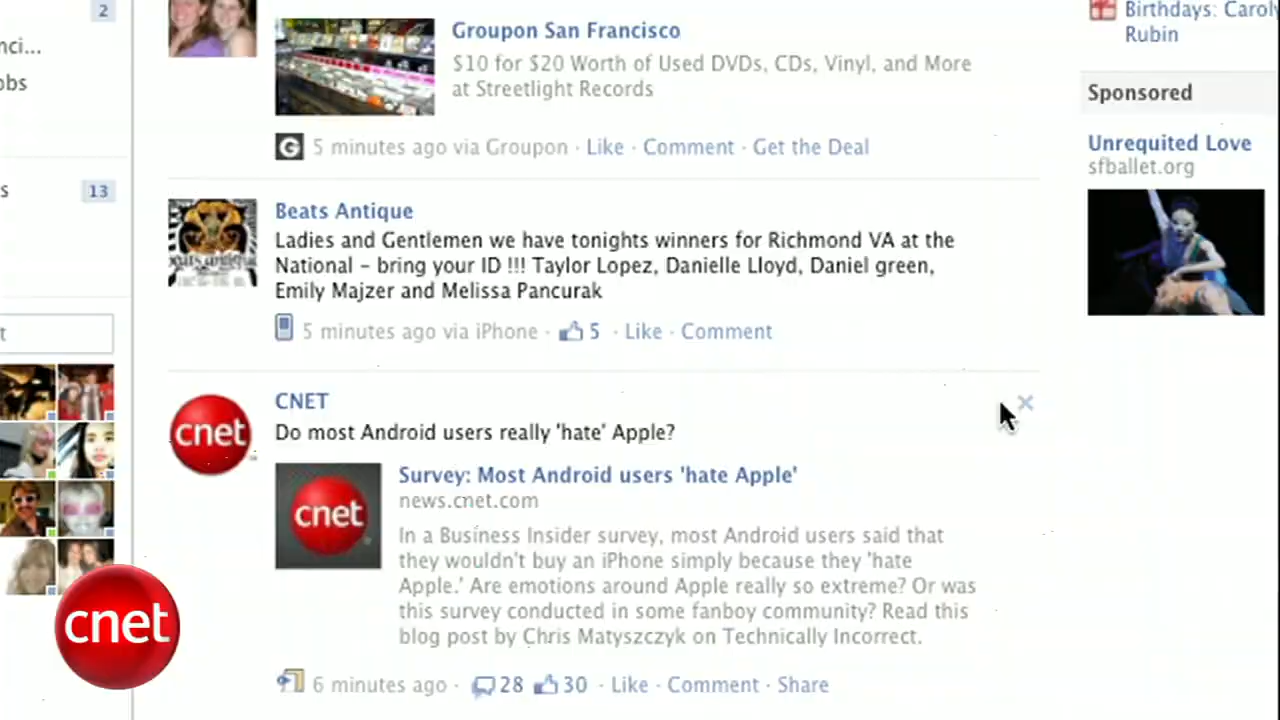 2
nci...
obs
s
13
t
Groupon San Francisco
$10 for $20 Worth of Used DVDs, CDs, Vinyl, and More
at Streetlight Records
G 5 minutes ago via Groupon · Like · Comment · Get the Deal
Beats Antique
Ladies and Gentlemen we have tonights winners for Richmond VA at the
National – bring your ID !!! Taylor Lopez, Danielle Lloyd, Daniel green,
Emily Majzer and Melissa Pancurak
5 minutes ago via iPhone · 5 · Like · Comment
CNET
cnet
Do most Android users really 'hate' Apple?
Survey: Most Android users 'hate Apple'
news.cnet.com
cnet
In a Business Insider survey, most Android users said that
they wouldn't buy an iPhone simply because they 'hate
Apple.' Are emotions around Apple really so extreme? Or was
this survey conducted in some fanboy community? Read this
blog post by Chris Matyszczyk on Technically Incorrect.
6 minutes ago · 28 30 · Like · Comment · Share
Birthdays: Caroly
Rubin
Sponsored
Unrequited Love
sfballet.org
cnet